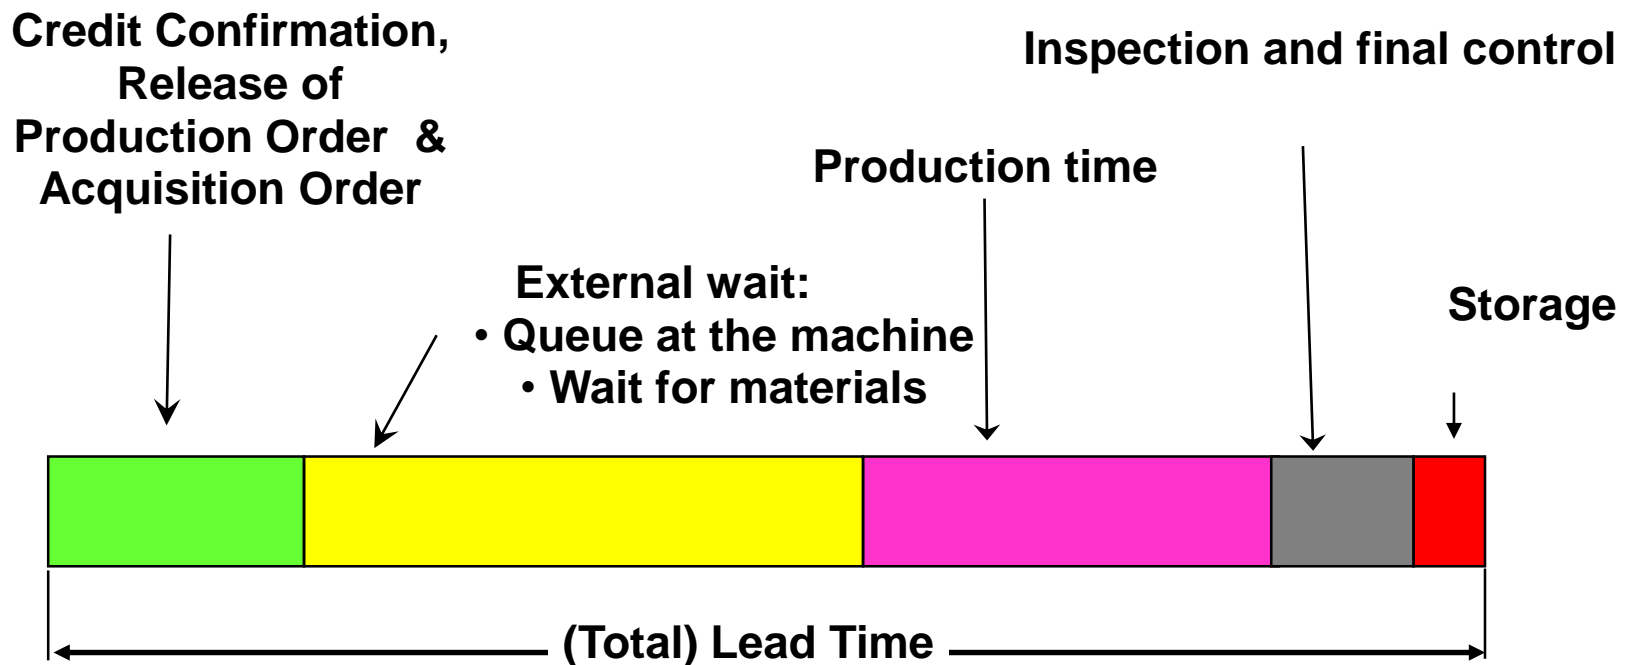 Credit Confirmation,
Release of
Production Order &
Acquisition Order
Inspection and final control
Production time
External wait:
• Queue at the machine
• Wait for materials
Storage
(Total) Lead Time